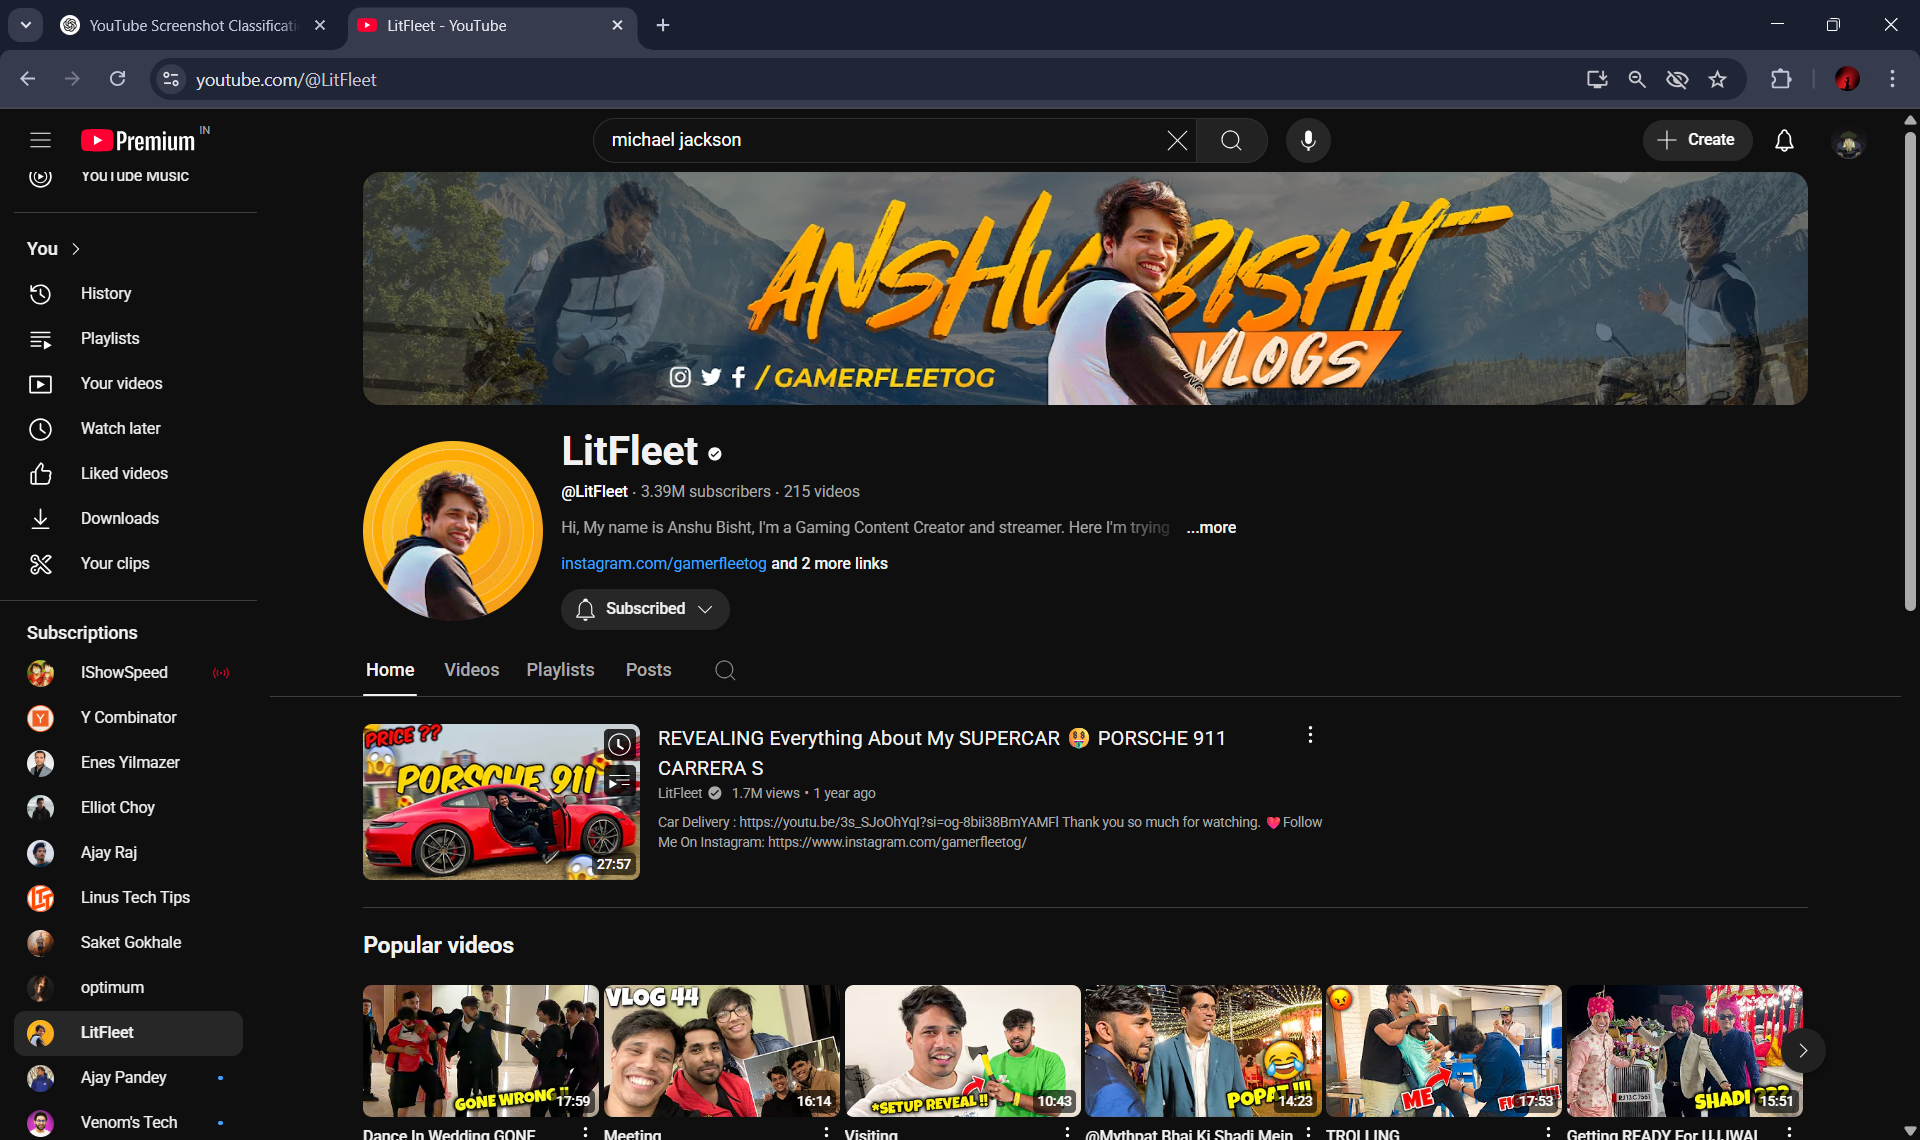 YouTube Screenshot Classificati
LitFleet - YouTube
youtube.com/@LitFleet
Premium IN
michael jackson
Create
YouTube Music
You
History
Playlists
Your videos
Watch later
Liked videos
Downloads
Your clips
Subscriptions
IShowSpeed
Y Combinator
Enes Yilmazer
Elliot Choy
Ajay Raj
Linus Tech Tips
Saket Gokhale
optimum
LitFleet
Ajay Pandey
Venom's Tech
ANSHU BISHT
VLOGS
/ GAMERFLEETOG
LitFleet
@LitFleet · 3.39M subscribers · 215 videos
Hi, My name is Anshu Bisht, I'm a Gaming Content Creator and streamer. Here I'm trying ...more
instagram.com/gamerfleetog and 2 more links
Subscribed
Home Videos Playlists Posts
PRICE ??
PORSCHE 911
27:57
REVEALING Everything About My SUPERCAR 🤑 PORSCHE 911
CARRERA S
LitFleet 1.7M views • 1 year ago
Car Delivery : https://youtu.be/3s_SJoOhYqI?si=og-8bii38BmYAMFl Thank you so much for watching. ❤️ Follow
Me On Instagram: https://www.instagram.com/gamerfleetog/
Popular videos
GONE WRONG !!
17:59
VLOG 44
16:14
*SETUP REVEAL !!
10:43
POPAT !!!
14:23
ME
17:53
RJ13C7561
SHADI ???
15:51
Dance In Wedding GONE
Meeting
Visiting
@Mythpat Bhai Ki Shadi Mein
TROLLING
Getting READY For UJJWAL